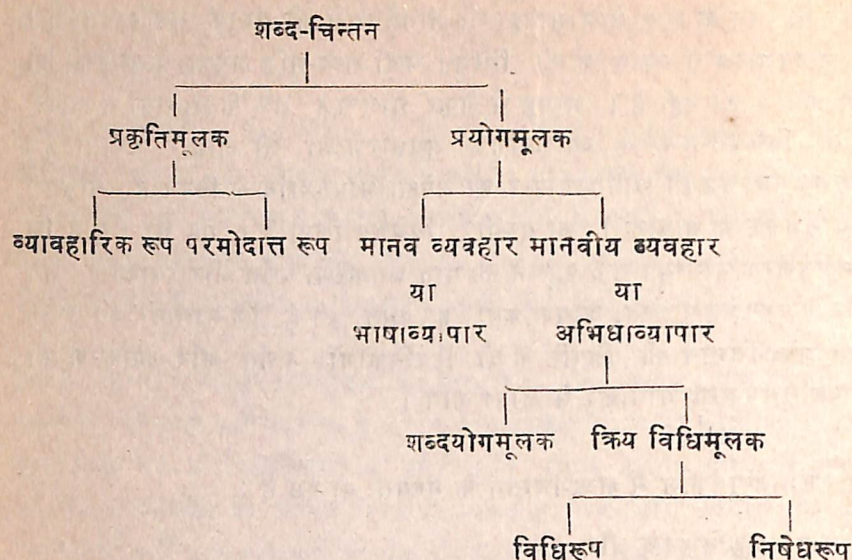 शब्द-चिन्तन
प्रकृतिमूलक प्रयोगमूलक
व्यावहारिक रूप परमोदात्त रूप मानव व्यवहार मानवीय व्यवहार
या या
भाषाव्यापार अभिधाव्यापार
शब्दयोगमूलक क्रिय विधिमूलक
विधिरूप निषेधरूप